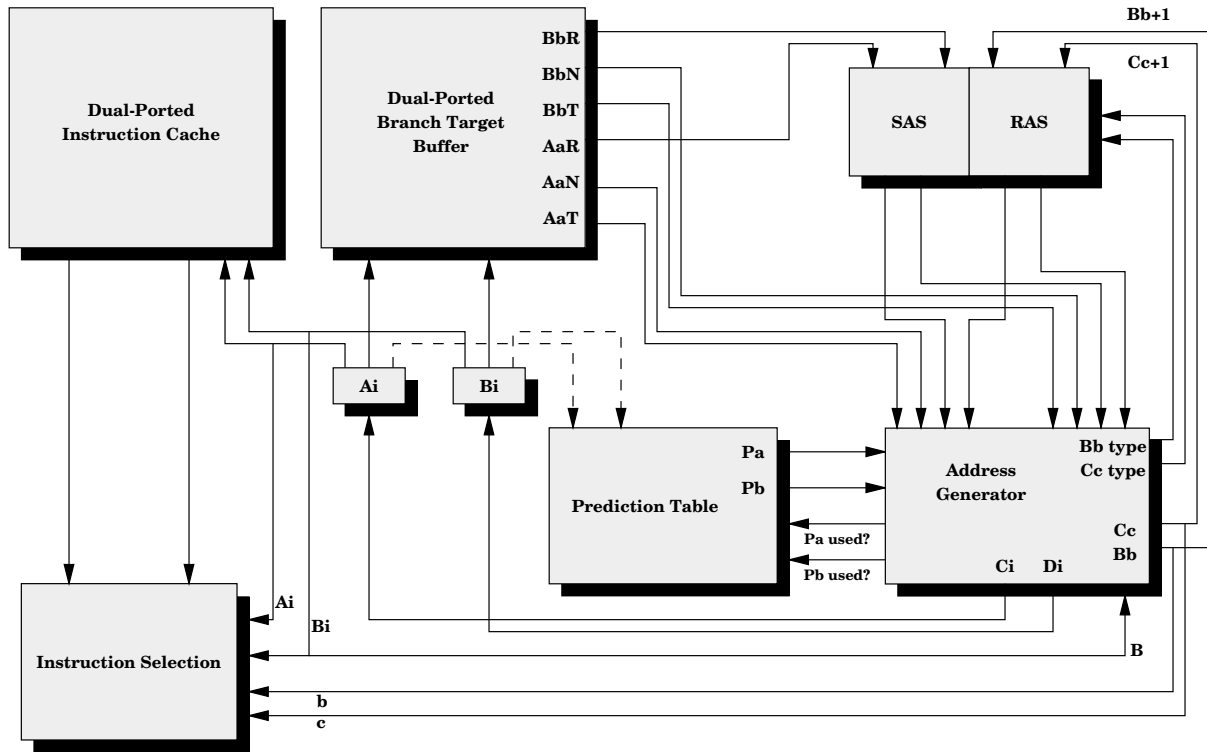 Dual-Ported
Instruction Cache
Dual-Ported
Branch Target
Buffer
BbR
BbN
BbT
AaR
AaN
AaT
SAS
RAS
Bb+1
Cc+1
Ai
Bi
Prediction Table
Pa
Pb
Pa used?
Pb used?
Address
Generator
Bb type
Cc type
Cc
Bb
Ci
Di
Instruction Selection
Ai
Bi
B
b
c